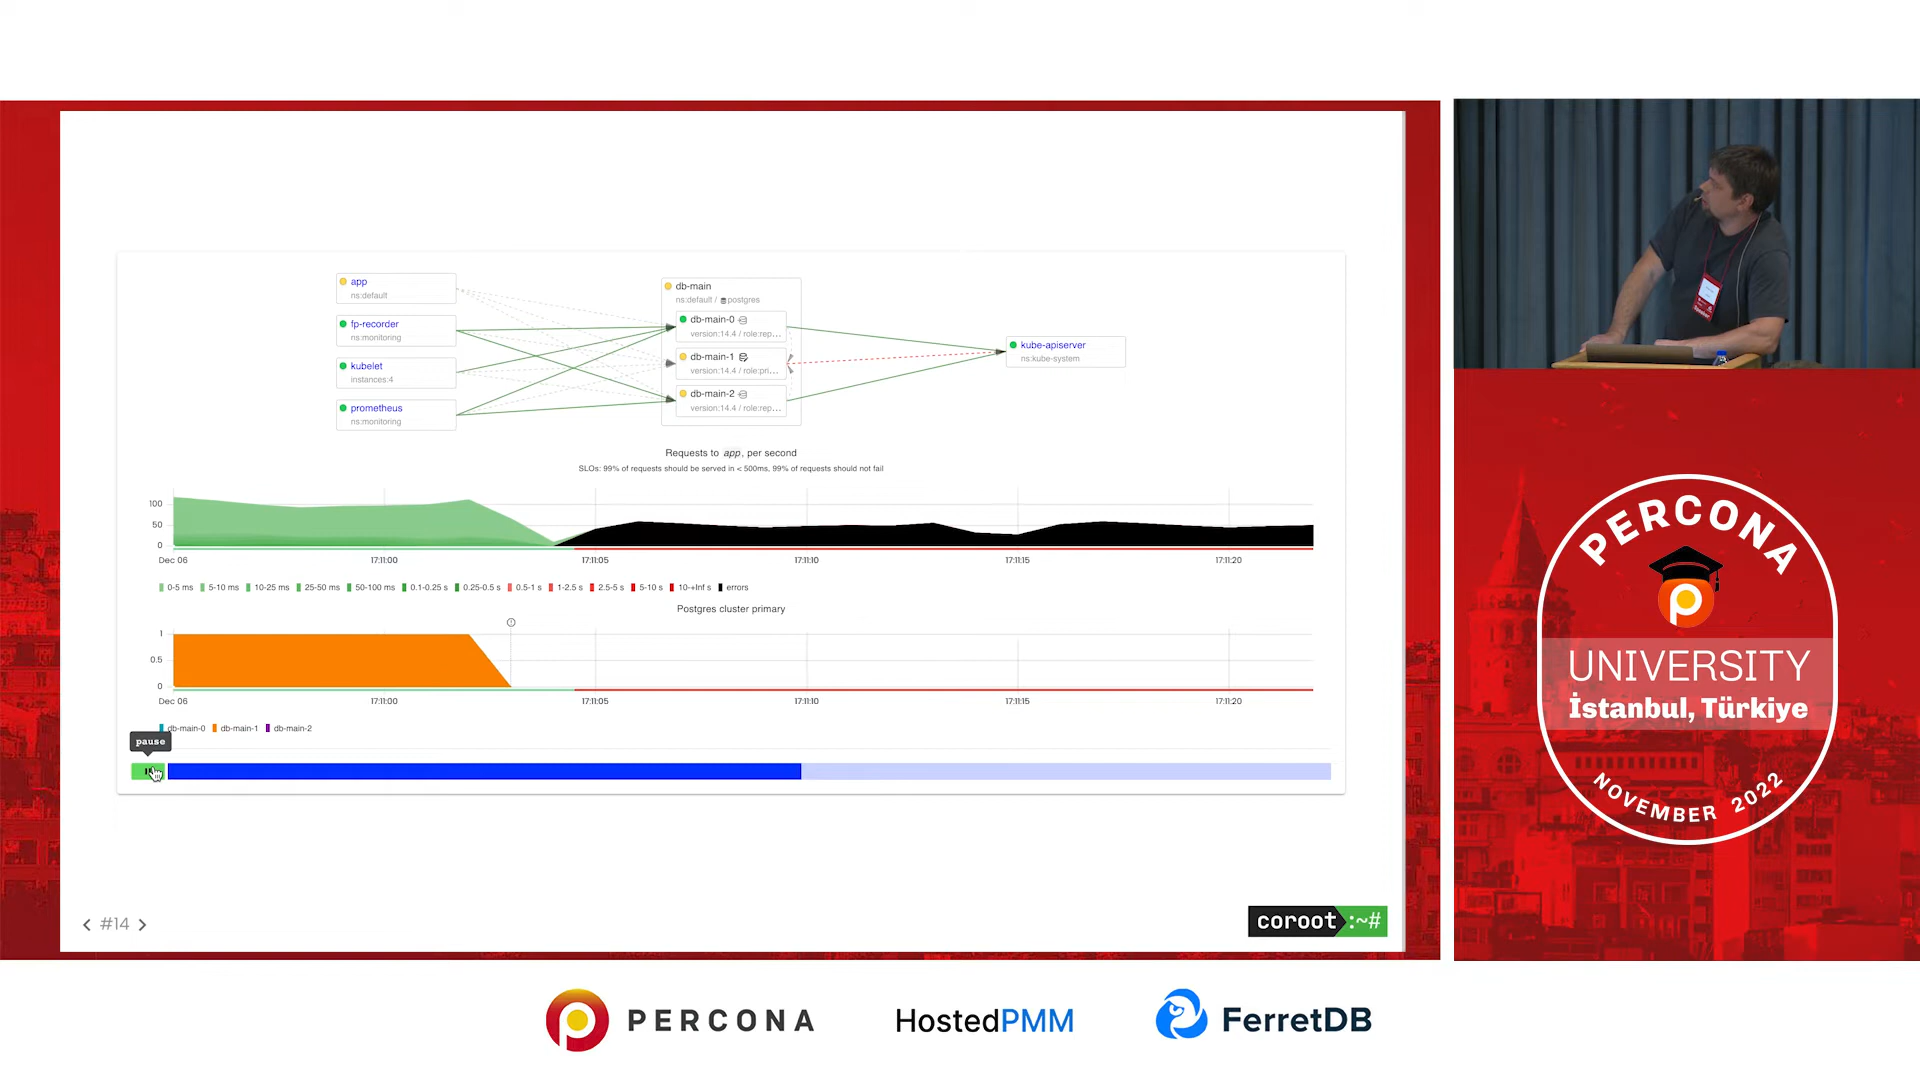 app
ns:default
fp-recorder
ns:monitoring
kubelet
instances:4
prometheus
ns:monitoring
db-main
ns:default / postgres
db-main-0
version:14.4 / role:rep...
db-main-1
version:14.4 / role:pri...
db-main-2
version:14.4 / role:rep...
kube-apiserver
ns:kube-system
Requests to app, per second
SLOs: 99% of requests should be served in < 500ms, 99% of requests should not fail
100
50
0
Dec 06 17:11:00 17:11:05 17:11:10 17:11:15 17:11:20
0-5 ms 5-10 ms 10-25 ms 25-50 ms 50-100 ms 0.1-0.25 s 0.25-0.5 s 0.5-1 s 1-2.5 s 2.5-5 s 5-10 s 10-+Inf s errors
Postgres cluster primary
1
0.5
0
Dec 06 17:11:00 17:11:05 17:11:10 17:11:15 17:11:20
db-main-0 db-main-1 db-main-2
pause
#14
coroot :~#
PERCONA
UNIVERSITY
İstanbul, Türkiye
NOVEMBER 2022
PERCONA
HostedPMM
FerretDB